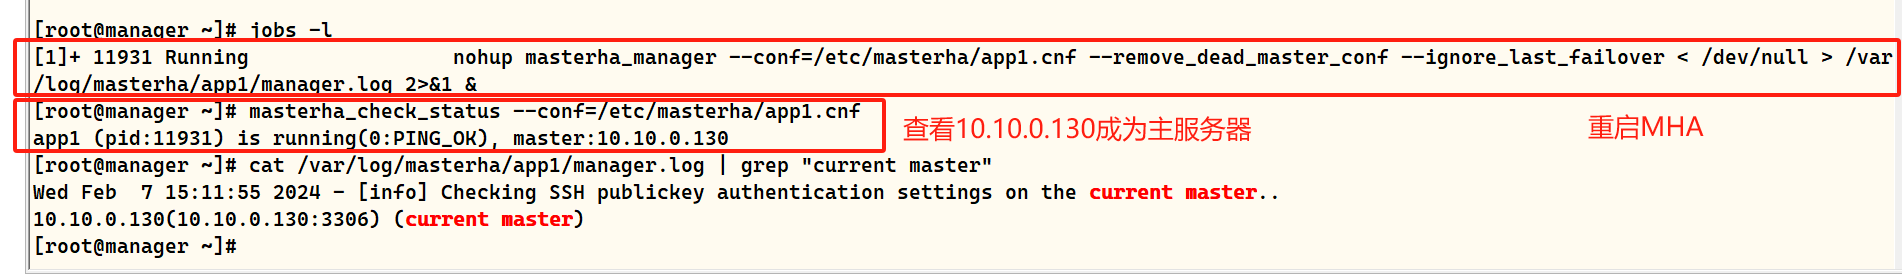 [root@manager ~]# jobs -l
[1]+ 11931 Running                 nohup masterha_manager --conf=/etc/masterha/app1.cnf --remove_dead_master_conf --ignore_last_failover < /dev/null > /var
/log/masterha/app1/manager.log 2>&1 &
[root@manager ~]# masterha_check_status --conf=/etc/masterha/app1.cnf
app1 (pid:11931) is running(0:PING_OK), master:10.10.0.130
查看10.10.0.130成为主服务器
重启MHA
[root@manager ~]# cat /var/log/masterha/app1/manager.log | grep "current master"
Wed Feb  7 15:11:55 2024 - [info] Checking SSH publickey authentication settings on the current master..
10.10.0.130(10.10.0.130:3306) (current master)
[root@manager ~]#